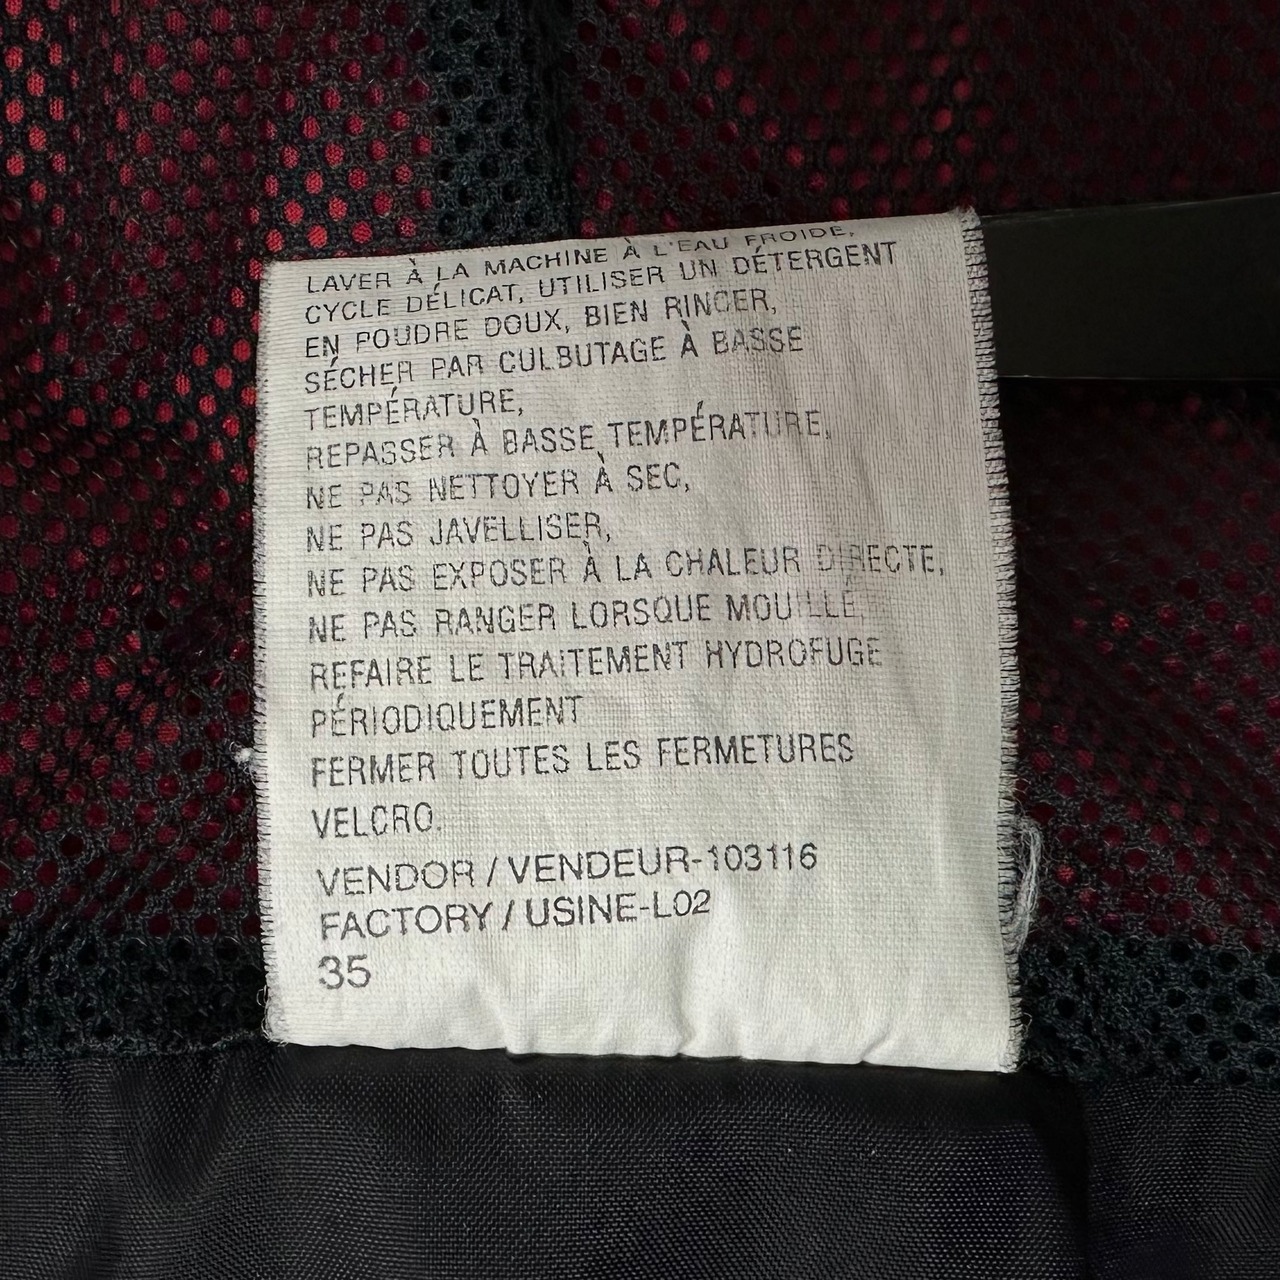 LAVER À LA MACHINE À L'EAU FROIDE,
CYCLE DÉLICAT, UTILISER UN DÉTERGENT
EN POUDRE DOUX, BIEN RINCER,
SÉCHER PAR CULBUTAGE À BASSE
TEMPÉRATURE,
REPASSER À BASSE TEMPÉRATURE,
NE PAS NETTOYER À SEC,
NE PAS JAVELLISER,
NE PAS EXPOSER À LA CHALEUR DIRECTE,
NE PAS RANGER LORSQUE MOUILLÉ,
REFAIRE LE TRAITEMENT HYDROFUGE
PÉRIODIQUEMENT
FERMER TOUTES LES FERMETURES
VELCRO.
VENDOR / VENDEUR-103116
FACTORY / USINE-L02
35